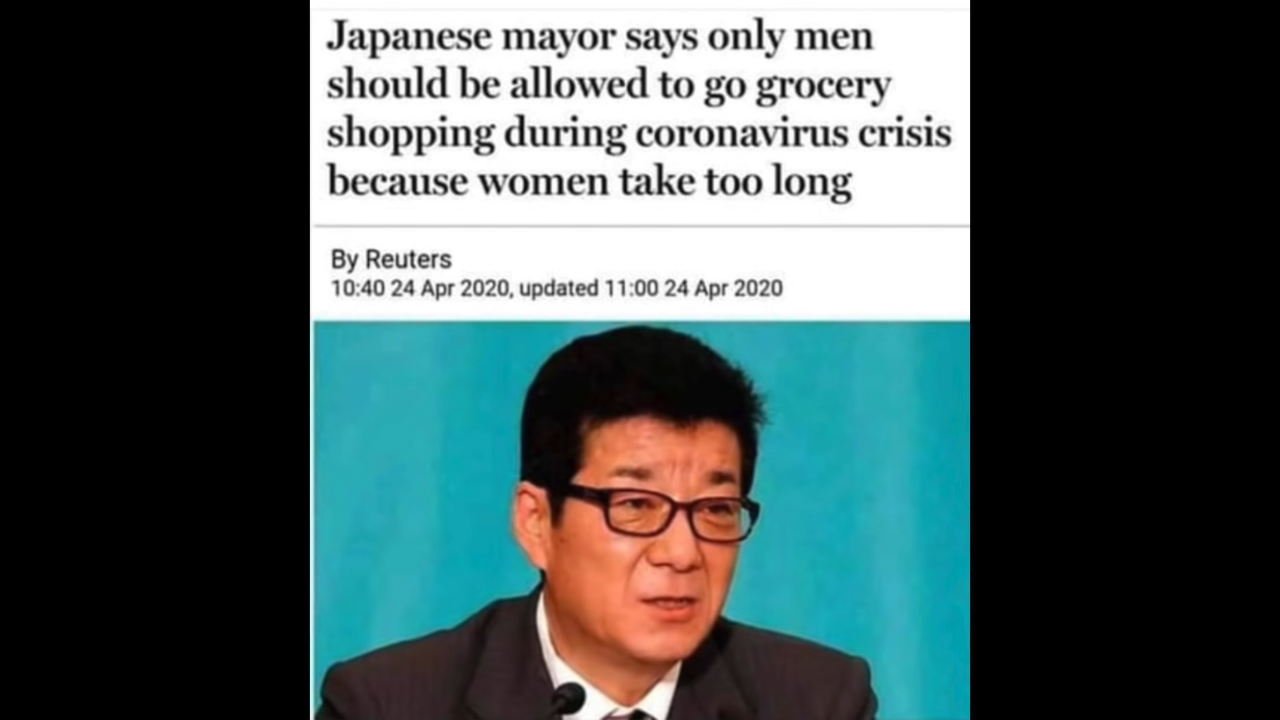 Japanese mayor says only men
should be allowed to go grocery
shopping during coronavirus crisis
because women take too long
By Reuters
10:40 24 Apr 2020, updated 11:00 24 Apr 2020